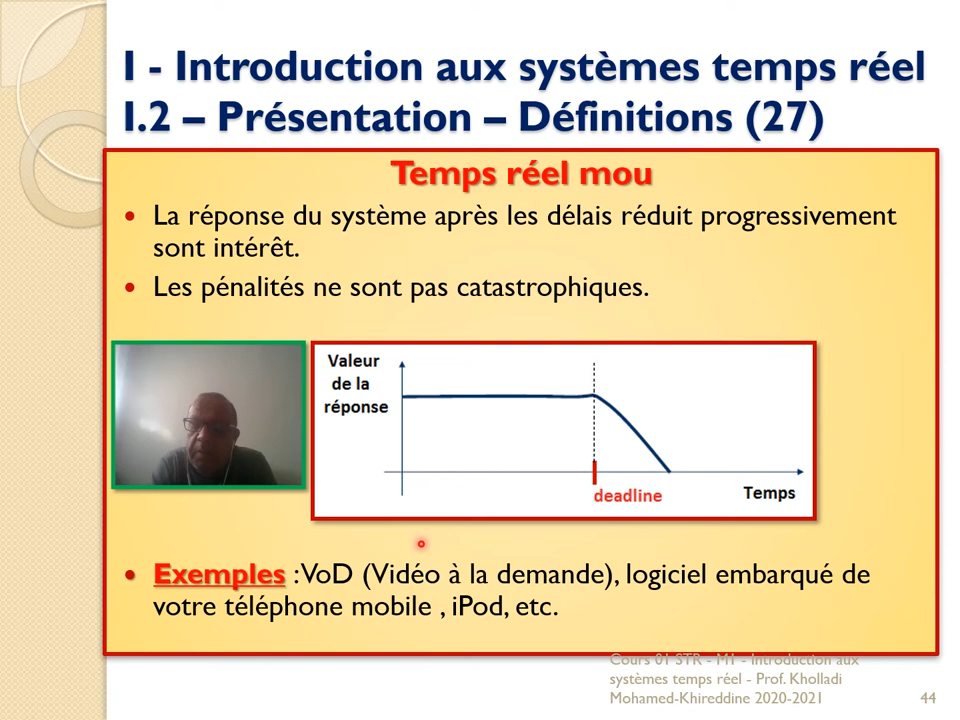 I - Introduction aux systèmes temps réel
I.2 – Présentation – Définitions (27)
Temps réel mou
• La réponse du système après les délais réduit progressivement
sont intérêt.
• Les pénalités ne sont pas catastrophiques.
Valeur
de la
réponse
deadline
Temps
• Exemples : VoD (Vidéo à la demande), logiciel embarqué de
votre téléphone mobile , iPod, etc.
Cours 01 STR - M1 - Introduction aux
systèmes temps réel - Prof. Kholladi
Mohamed-Khireddine 2020-2021
44